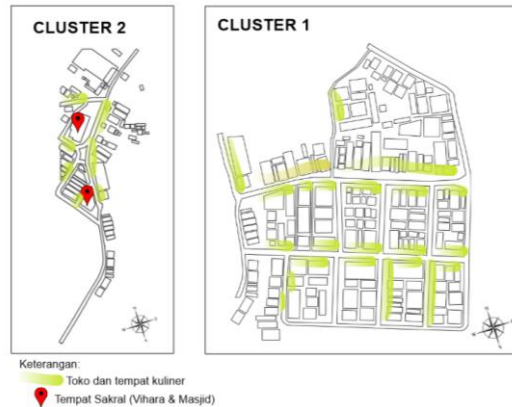 CLUSTER 2
CLUSTER 1
Keterangan:
Toko dan tempat kuliner
Tempat Sakral (Vihara & Masjid)